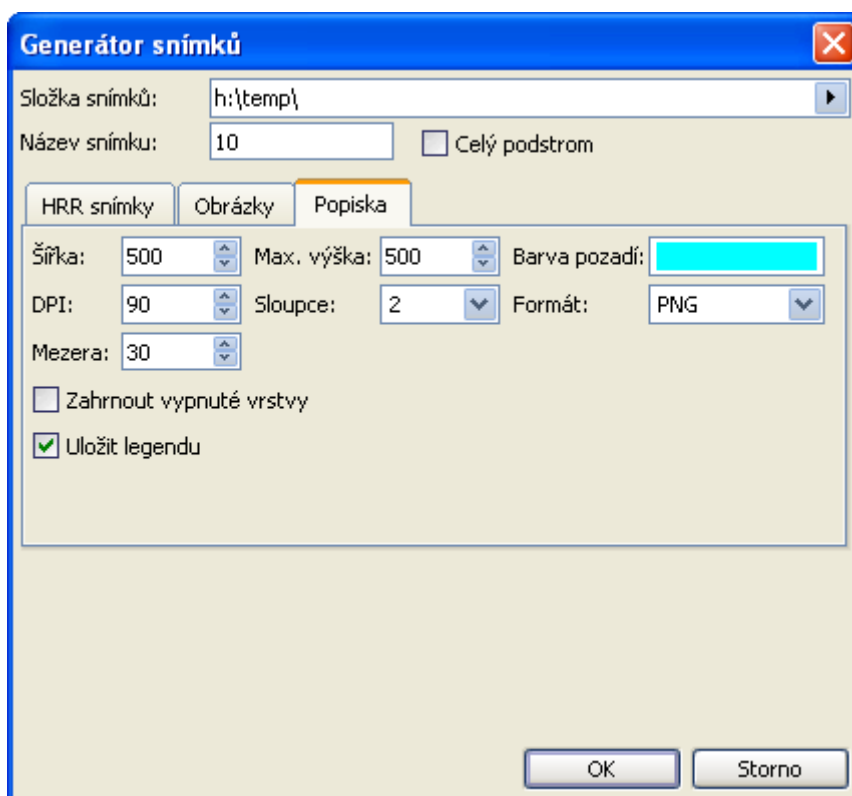 Generátor snímků
Složka snímků: h:\temp\
Název snímku: 10 Celý podstrom
HRR snímky Obrázky Popiska
Šířka: 500 Max. výška: 500 Barva pozadí:
DPI: 90 Sloupce: 2 Formát: PNG
Mezera: 30
Zahrnout vypnuté vrstvy
Uložit legendu
OK Storno